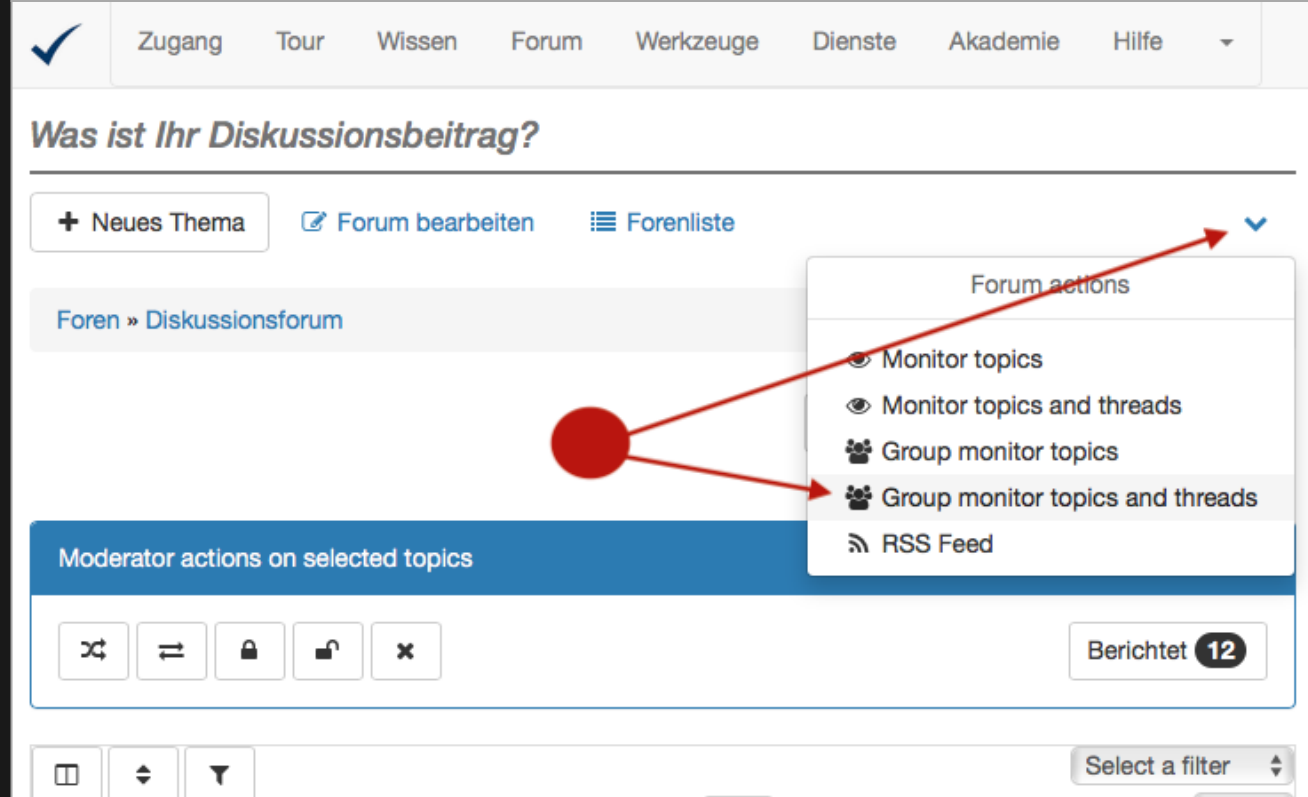 Zugang Tour Wissen Forum Werkzeuge Dienste Akademie Hilfe
Was ist Ihr Diskussionsbeitrag?
Neues Thema Forum bearbeiten Forenliste
Forum actions
Foren » Diskussionsforum
Monitor topics
Monitor topics and threads
Group monitor topics
Group monitor topics and threads
RSS Feed
Moderator actions on selected topics
Berichtet 12
Select a filter